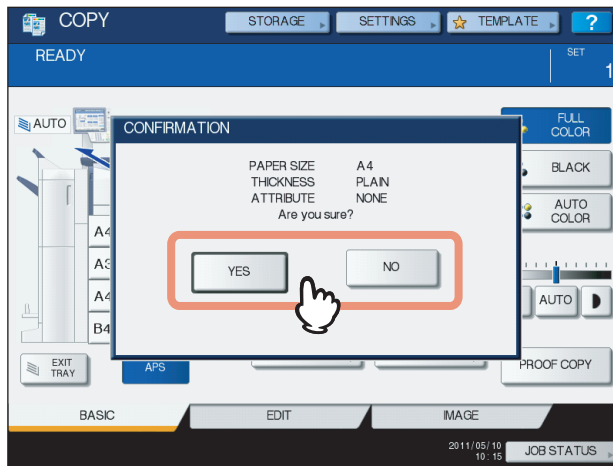 COPY
STORAGE
SETTINGS
TEMPLATE
?
READY
SET
1
AUTO
FULL
COLOR
CONFIRMATION
PAPER SIZE A4
THICKNESS PLAIN
ATTRIBUTE NONE
Are you sure?
YES
NO
BLACK
AUTO
COLOR
A4
A3
A4
B4
AUTO
EXIT
TRAY
APS
PROOF COPY
BASIC
EDIT
IMAGE
2011/05/10
10:15
JOB STATUS